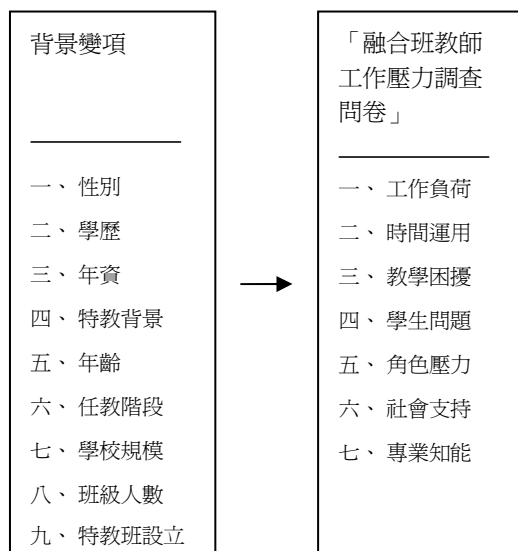 背景變項
一、 性別
二、 學歷
三、 年資
四、 特教背景
五、 年齡
六、 任教階段
七、 學校規模
八、 班級人數
九、 特教班設立
「融合班教師
工作壓力調查
問卷」
一、 工作負荷
二、 時間運用
三、 教學困擾
四、 學生問題
五、 角色壓力
六、 社會支持
七、 專業知能